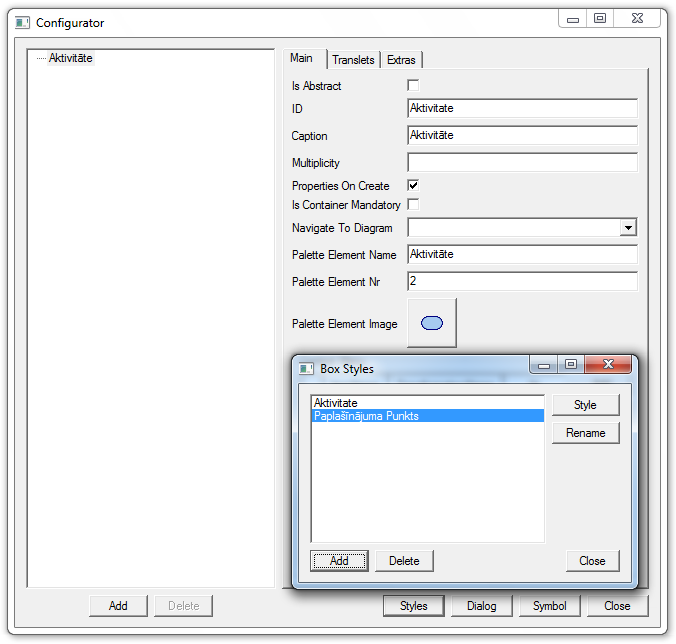 Configurator
Aktivitāte
Main Translets Extras
Is Abstract
ID Aktivitate
Caption Aktivitāte
Multiplicity
Properties On Create
Is Container Mandatory
Navigate To Diagram
Palette Element Name Aktivitāte
Palette Element Nr 2
Palette Element Image
Box Styles
Aktivitate
Paplašinājuma Punkts
Style
Rename
Add Delete Close
Add Delete Styles Dialog Symbol Close